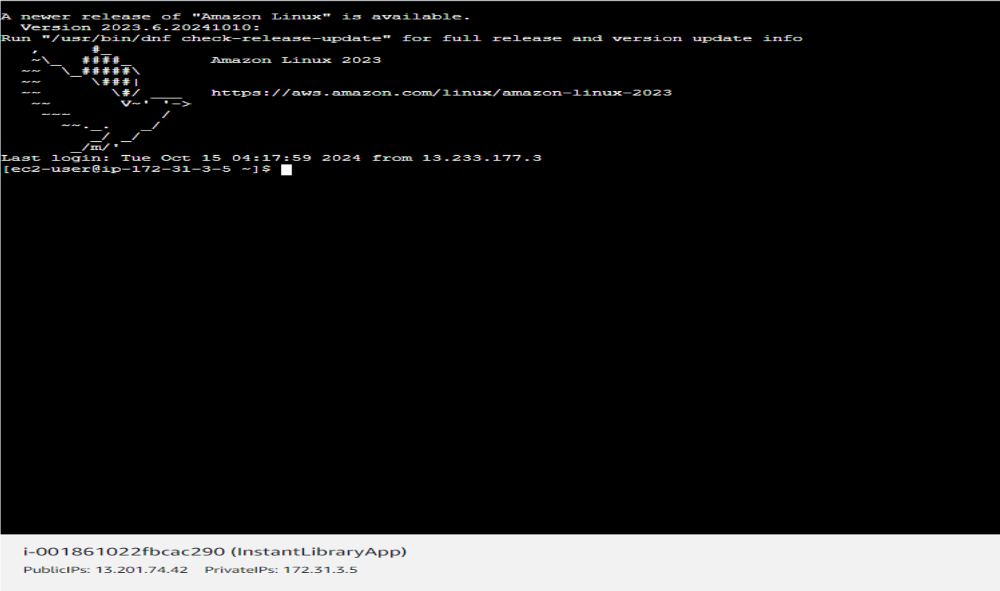 A newer release of "Amazon Linux" is available.
  Version 2023.6.20241010:
Run "/usr/bin/dnf check-release-update" for full release and version update info
   ,     #_
   ~\_  ####_        Amazon Linux 2023
  ~~  \_#####\
  ~~     \###|
  ~~       \#/ ___   https://aws.amazon.com/linux/amazon-linux-2023
   ~~       V~' '->
    ~~~         /
      ~~._.   _/
         _/ _/
       _/m/'
Last login: Tue Oct 15 04:17:59 2024 from 13.233.177.3
[ec2-user@ip-172-31-3-5 ~]$
i-001861022fbcac290 (InstantLibraryApp)
PublicIPs: 13.201.74.42    PrivateIPs: 172.31.3.5